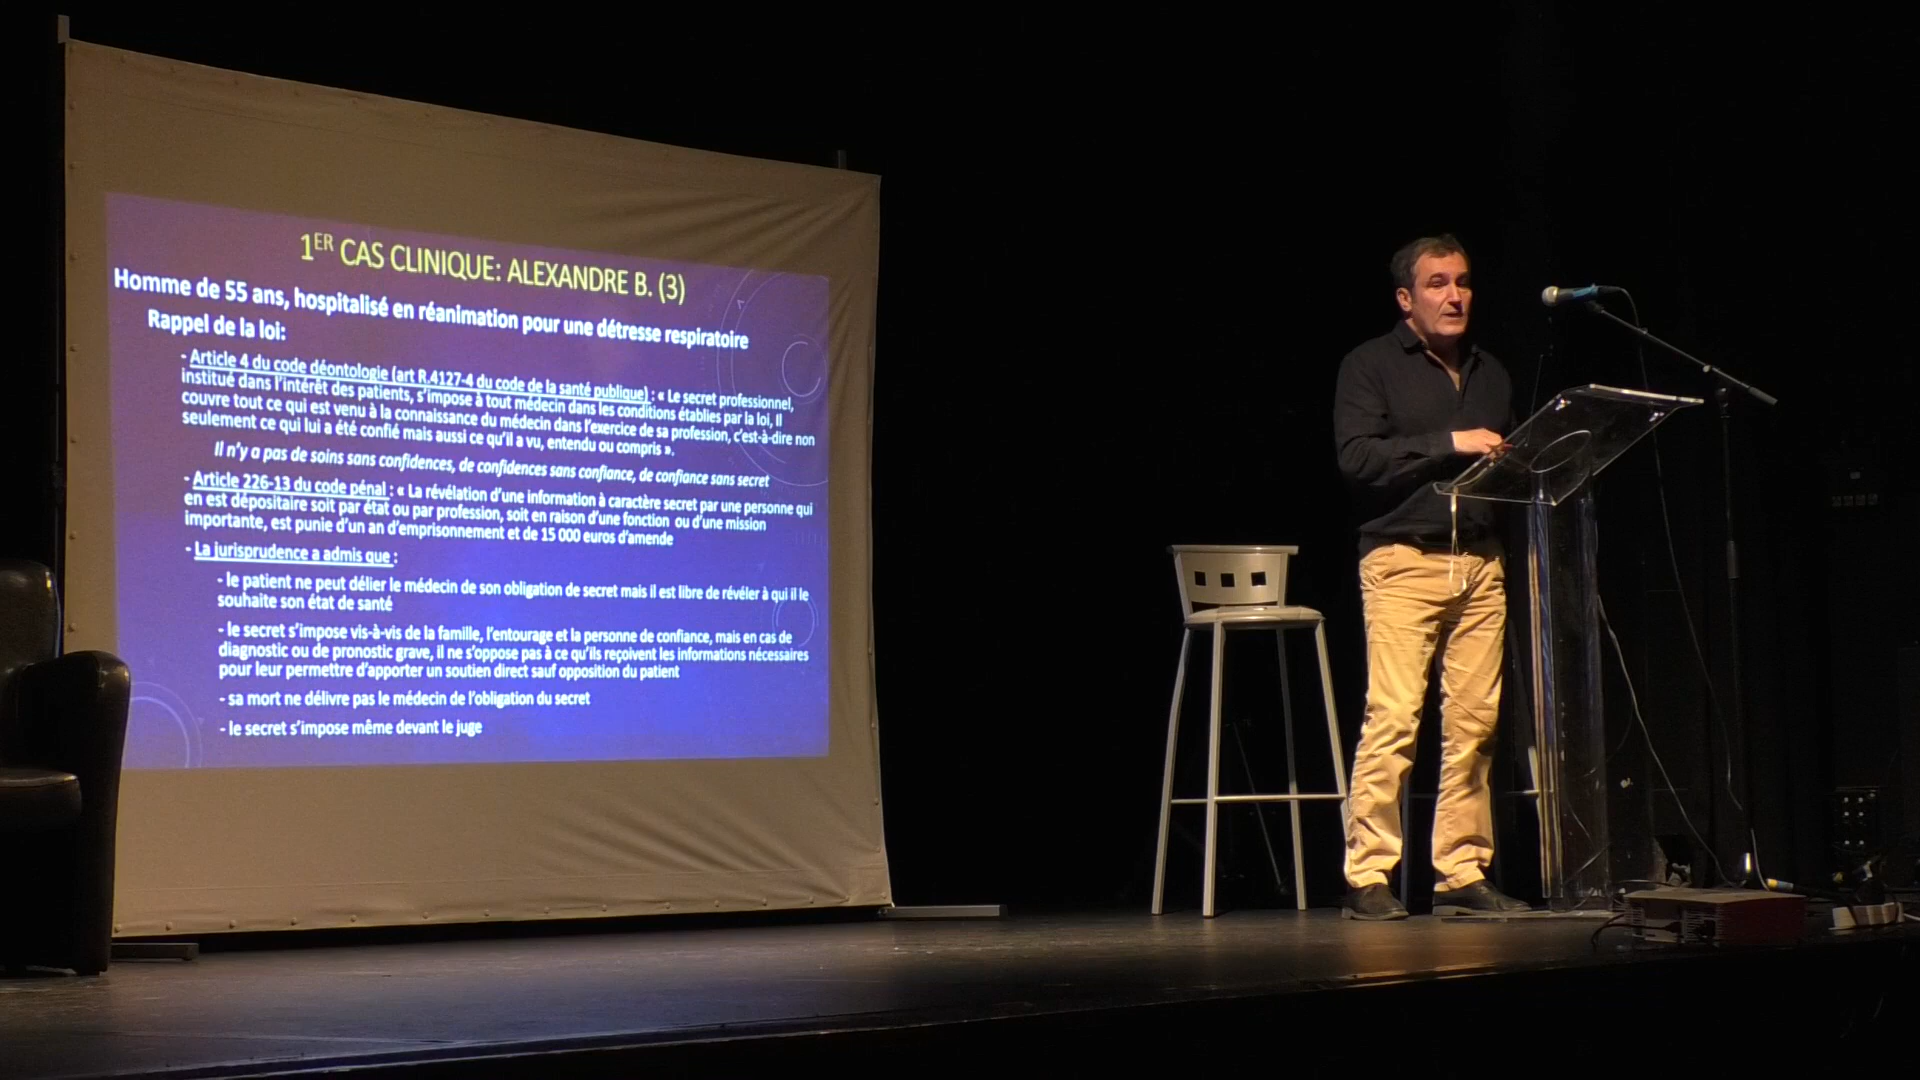 1ER CAS CLINIQUE: ALEXANDRE B. (3)
Homme de 55 ans, hospitalisé en réanimation pour une détresse respiratoire
Rappel de la loi:
- Article 4 du code déontologie (art R.4127-4 du code de la santé publique) : « Le secret professionnel,
institué dans l'intérêt des patients, s'impose à tout médecin dans les conditions établies par la loi, Il
couvre tout ce qui est venu à la connaissance du médecin dans l'exercice de sa profession, c'est-à-dire non
seulement ce qui lui a été confié mais aussi ce qu'il a vu, entendu ou compris ».
Il n'y a pas de soins sans confidences, de confidences sans confiance, de confiance sans secret
- Article 226-13 du code pénal : « La révélation d'une information à caractère secret par une personne qui
en est dépositaire soit par état ou par profession, soit en raison d'une fonction ou d'une mission
importante, est punie d'un an d'emprisonnement et de 15 000 euros d'amende
- La jurisprudence a admis que :
- le patient ne peut délier le médecin de son obligation de secret mais il est libre de révéler à qui il le
souhaite son état de santé
- le secret s'impose vis-à-vis de la famille, l'entourage et la personne de confiance, mais en cas de
diagnostic ou de pronostic grave, il ne s'oppose pas à ce qu'ils reçoivent les informations nécessaires
pour leur permettre d'apporter un soutien direct sauf opposition du patient
- sa mort ne délivre pas le médecin de l'obligation du secret
- le secret s'impose même devant le juge